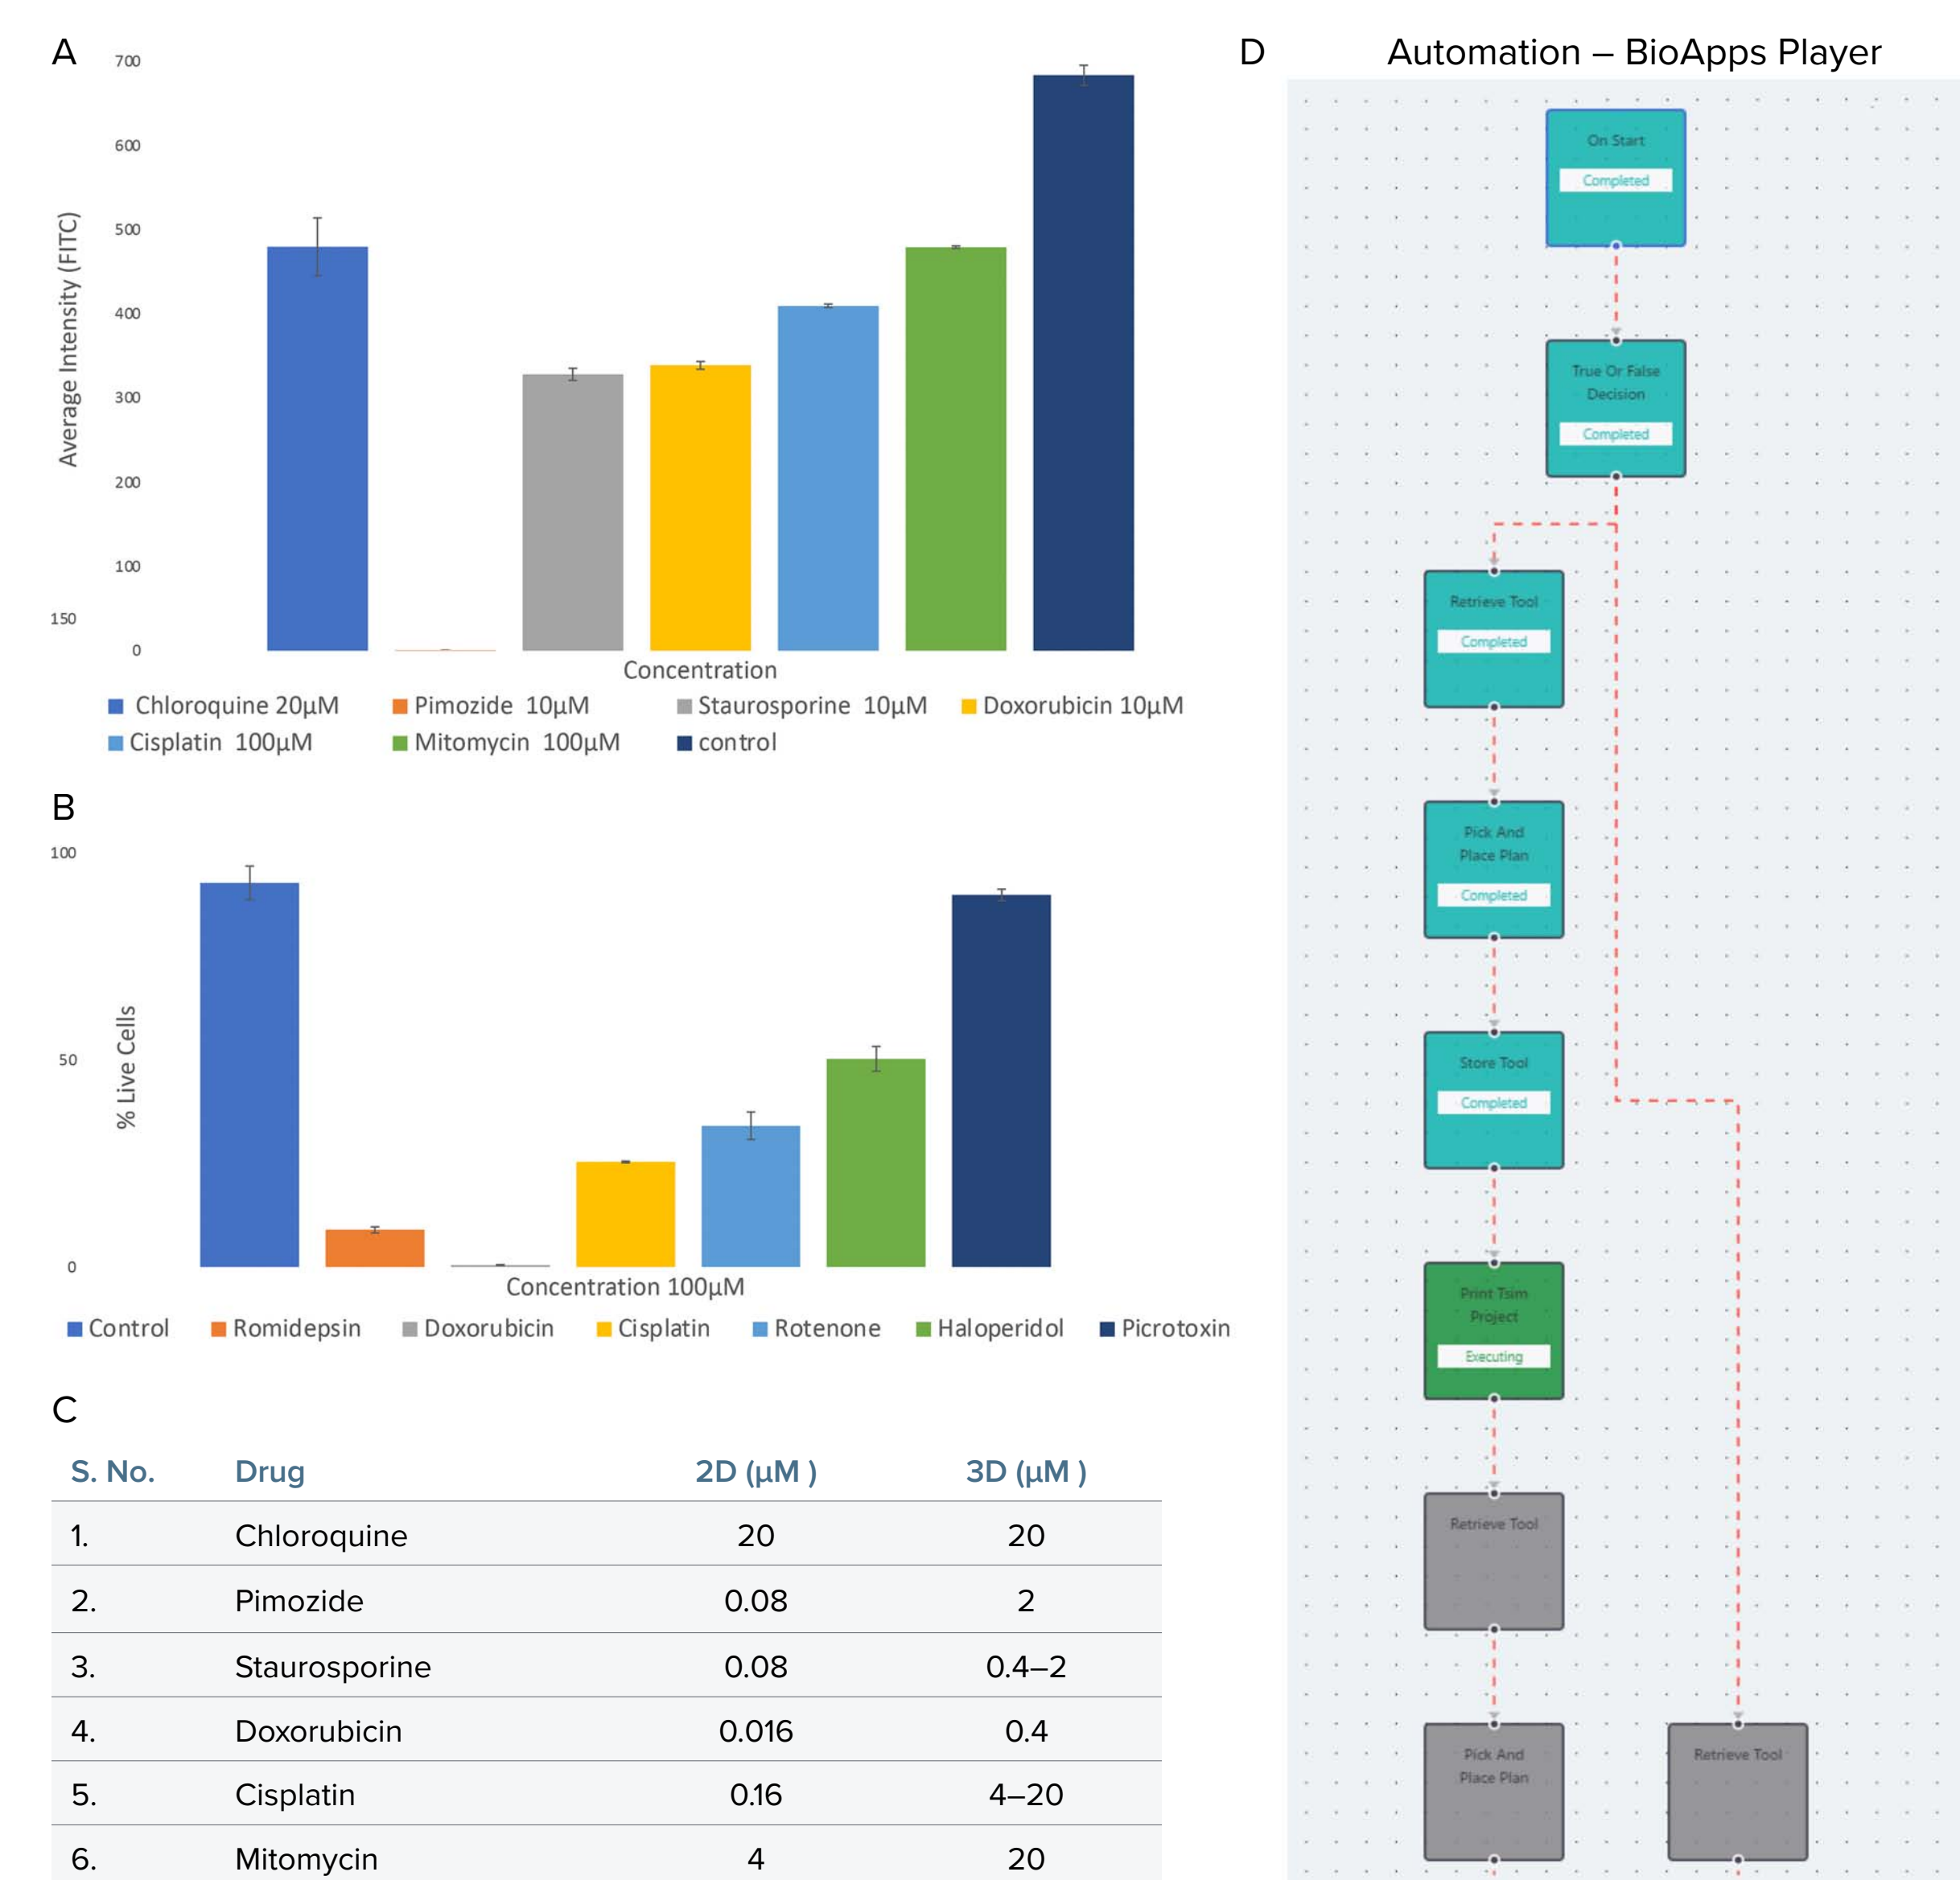 A
700
600
500
400
300
200
100
150
0
Average Intensity (FITC)
Concentration
Chloroquine 20µM
Pimozide 10µM
Staurosporine 10µM
Doxorubicin 10µM
Cisplatin 100µM
Mitomycin 100µM
control
B
100
50
0
% Live Cells
Concentration 100µM
Control
Romidepsin
Doxorubicin
Cisplatin
Rotenone
Haloperidol
Picrotoxin
C
S. No. Drug 2D (µM ) 3D (µM )
1. Chloroquine 20 20
2. Pimozide 0.08 2
3. Staurosporine 0.08 0.4–2
4. Doxorubicin 0.016 0.4
5. Cisplatin 0.16 4–20
6. Mitomycin 4 20
D
Automation – BioApps Player
On Start
Completed
True Or False
Decision
Completed
Retrieve Tool
Completed
Pick And
Place Plan
Completed
Store Tool
Completed
Print Tsim
Project
Executing
Retrieve Tool
Pick And
Place Plan
Retrieve Tool